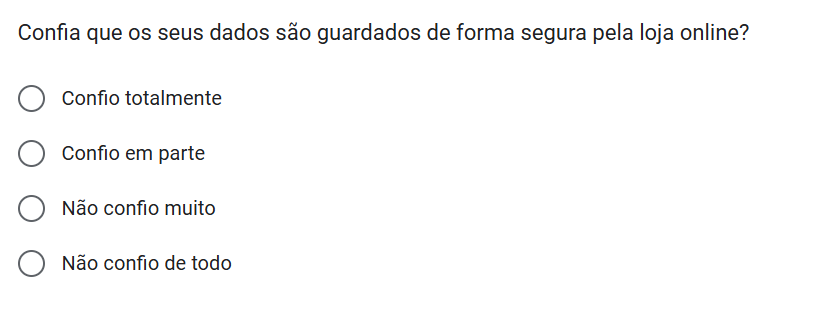 Confia que os seus dados são guardados de forma segura pela loja online?
Confio totalmente
Confio em parte
Não confio muito
Não confio de todo